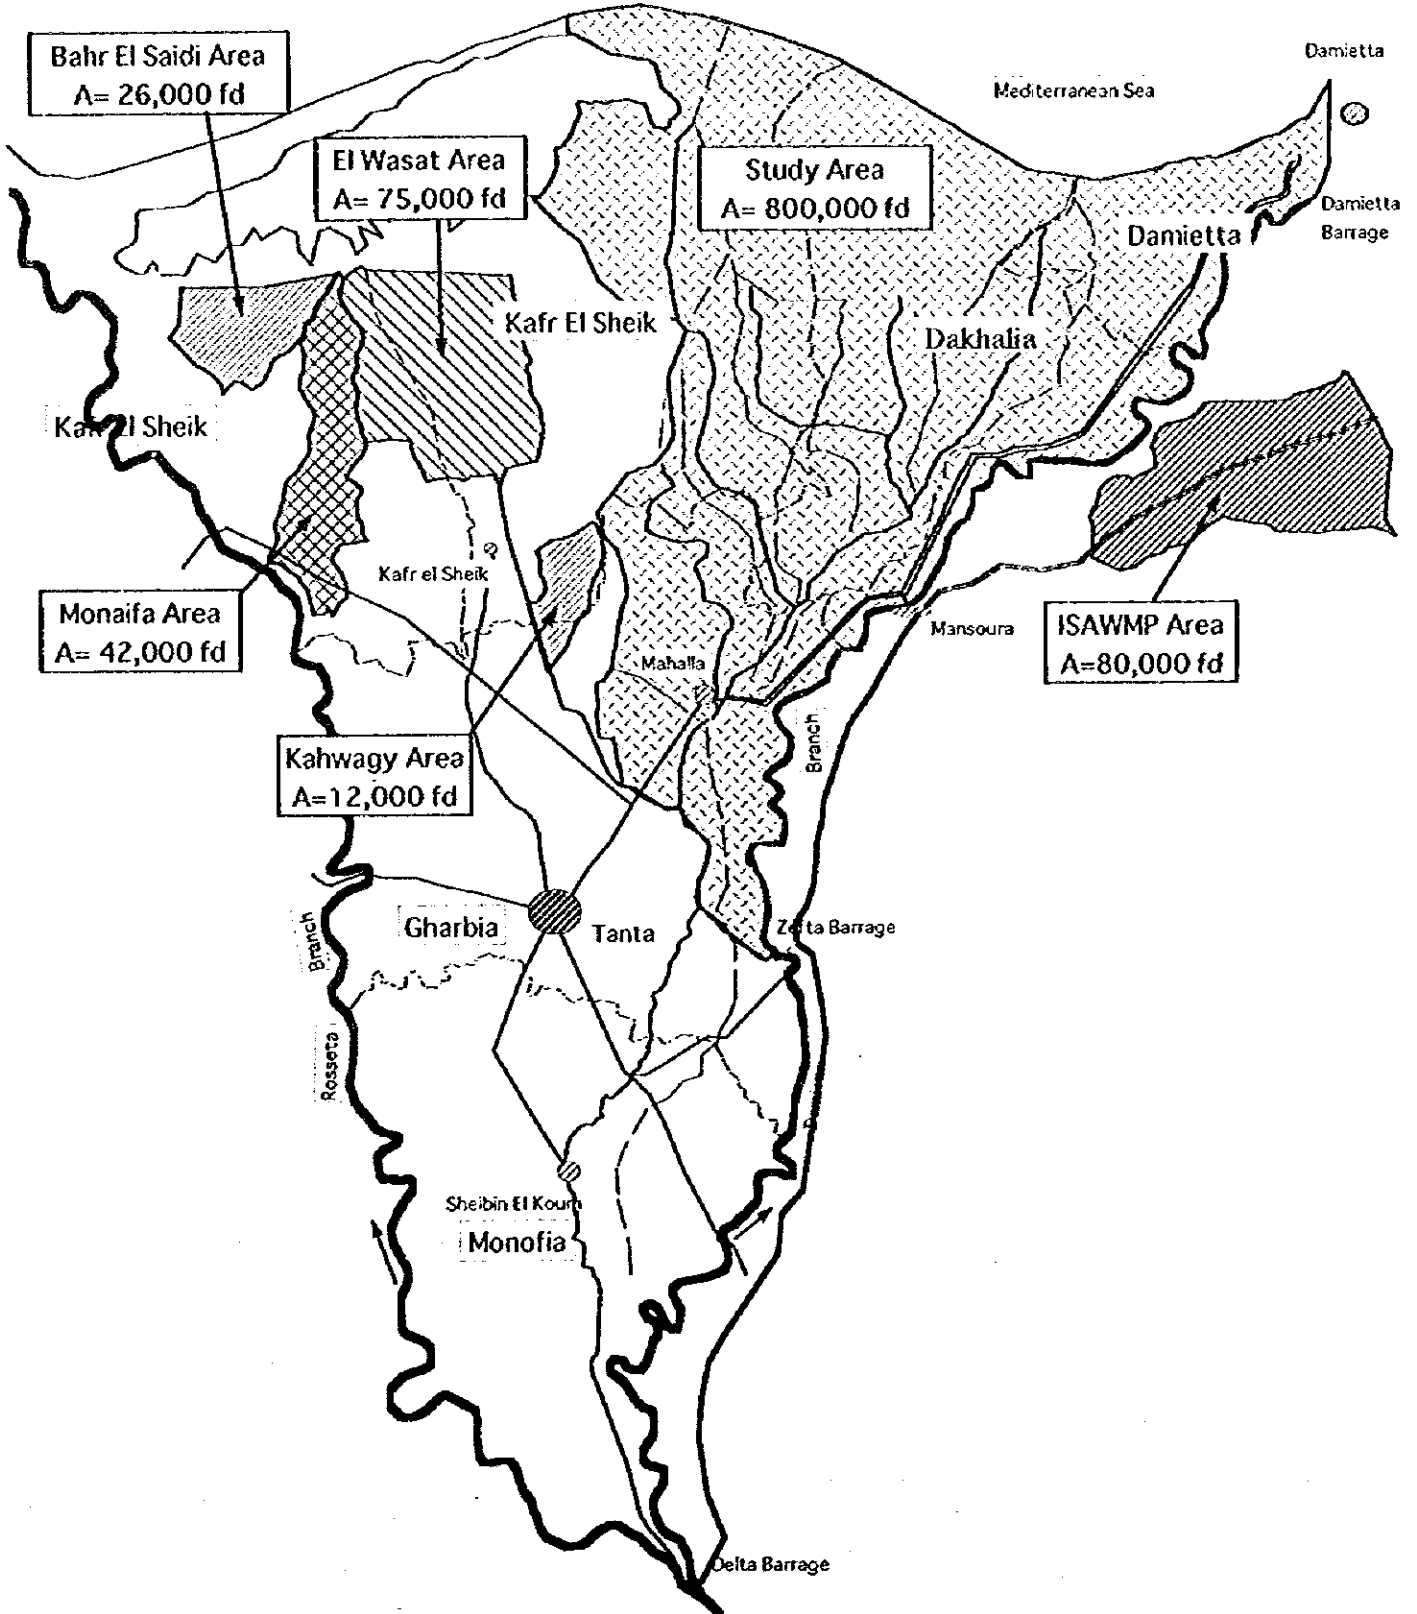 Bahr El Saidi Area
A= 26,000 fd
El Wasat Area
A= 75,000 fd
Study Area
A= 800,000 fd
Mediterranean Sea
Damietta
Damietta
Barrage
Damietta
Kafr El Sheik
Dakhalia
Kafr El Sheik
Kafr el Sheik
Monaifa Area
A= 42,000 fd
Mahalla
Mansoura
ISAWMP Area
A=80,000 fd
Kahwagy Area
A=12,000 fd
Branch
Gharbia
Tanta
Zefta Barrage
Branch
Rosseta
Sheibin El Koum
Monofia
Delta Barrage